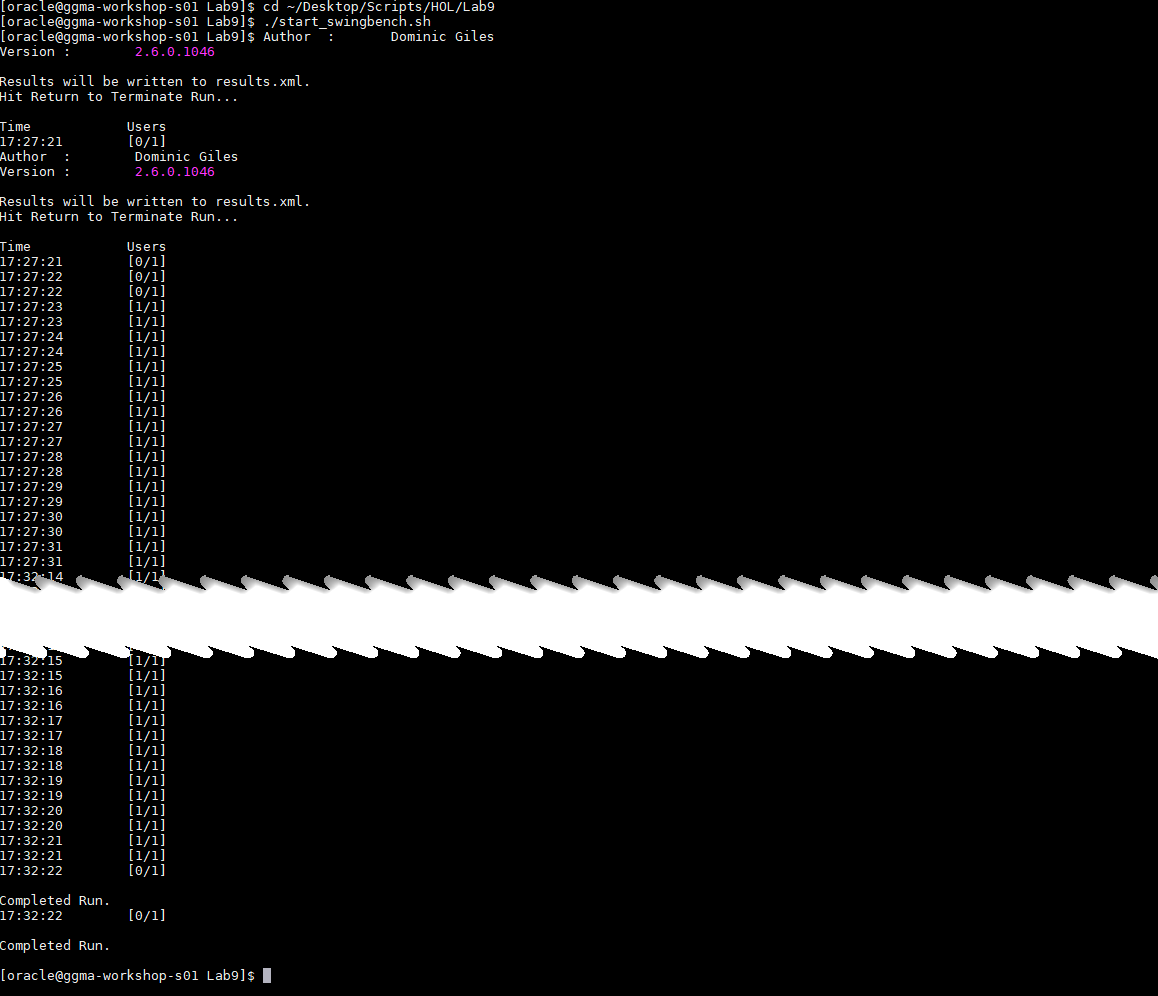 [oracle@ggma-workshop-s01 Lab9]$ cd ~/Desktop/Scripts/HOL/Lab9
[oracle@ggma-workshop-s01 Lab9]$ ./start_swingbench.sh
[oracle@ggma-workshop-s01 Lab9]$ Author  :       Dominic Giles
Version :        2.6.0.1046

Results will be written to results.xml.
Hit Return to Terminate Run...

Time            Users
17:27:21        [0/1]
Author  :        Dominic Giles
Version :        2.6.0.1046

Results will be written to results.xml.
Hit Return to Terminate Run...

Time            Users
17:27:21        [0/1]
17:27:22        [0/1]
17:27:22        [0/1]
17:27:23        [1/1]
17:27:23        [1/1]
17:27:24        [1/1]
17:27:24        [1/1]
17:27:25        [1/1]
17:27:25        [1/1]
17:27:26        [1/1]
17:27:26        [1/1]
17:27:27        [1/1]
17:27:27        [1/1]
17:27:28        [1/1]
17:27:28        [1/1]
17:27:29        [1/1]
17:27:29        [1/1]
17:27:30        [1/1]
17:27:30        [1/1]
17:27:31        [1/1]
17:27:31        [1/1]
17:32:14        [1/1]
17:32:15        [1/1]
17:32:15        [1/1]
17:32:16        [1/1]
17:32:16        [1/1]
17:32:17        [1/1]
17:32:17        [1/1]
17:32:18        [1/1]
17:32:18        [1/1]
17:32:19        [1/1]
17:32:19        [1/1]
17:32:20        [1/1]
17:32:20        [1/1]
17:32:21        [1/1]
17:32:21        [1/1]
17:32:22        [0/1]

Completed Run.
17:32:22        [0/1]

Completed Run.

[oracle@ggma-workshop-s01 Lab9]$